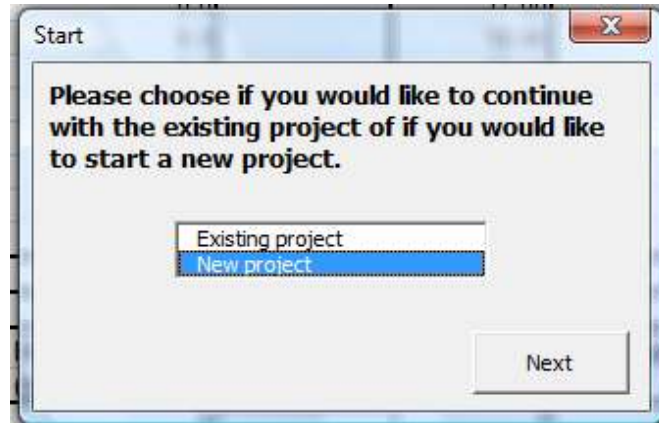 Start
Please choose if you would like to continue
with the existing project of if you would like
to start a new project.
Existing project
New project
Next